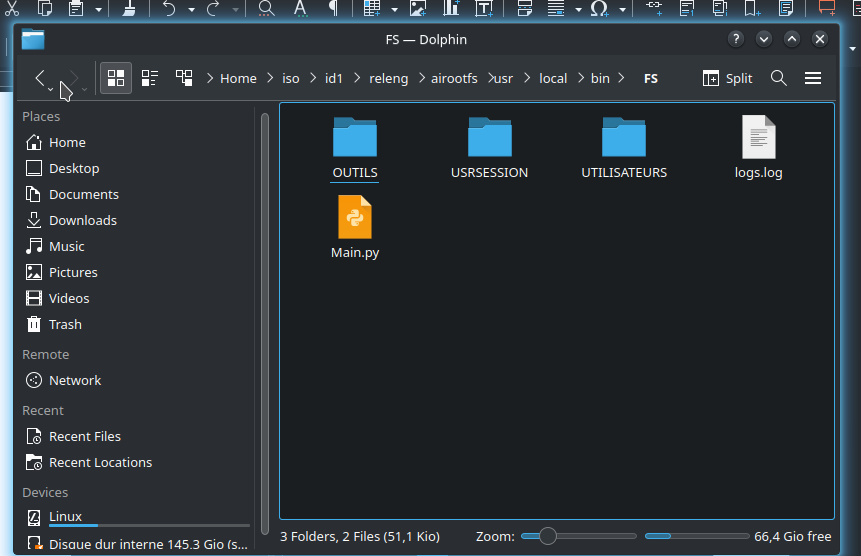 FS — Dolphin
Home iso id1 releng airootfs usr local bin FS Split
Places
Home
Desktop
Documents
Downloads
Music
Pictures
Videos
Trash
Remote
Network
Recent
Recent Files
Recent Locations
Devices
Linux
Disque dur interne 145.3 Gio (s...
OUTILS USRSESSION UTILISATEURS logs.log
Main.py
3 Folders, 2 Files (51,1 Kio) Zoom: 66,4 Gio free